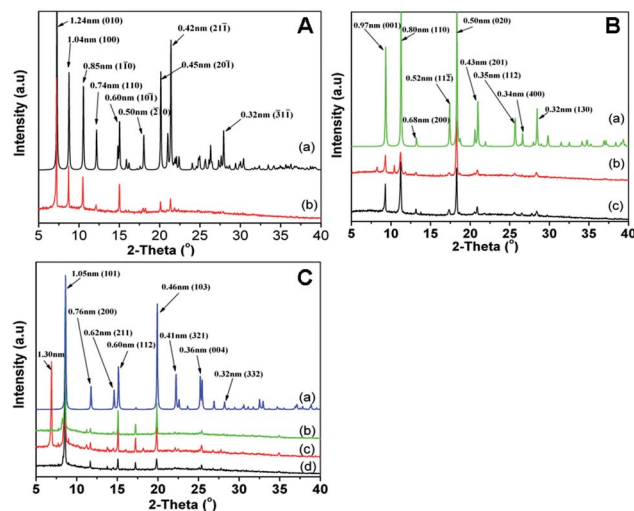 A
1.24nm (010)
1.04nm (100)
0.85nm (11̄0)
0.74nm (110)
0.60nm (101̄)
0.50nm (2̄10)
0.42nm (211̄)
0.45nm (201̄)
0.32nm (3̄11̄)
(a)
(b)
Intensity (a.u)
5 10 15 20 25 30 35 40
2-Theta (°)
B
0.97nm (001)
0.80nm (110)
0.50nm (020)
0.52nm (112̄)
0.68nm (200)
0.43nm (201)
0.35nm (112)
0.34nm (400)
0.32nm (130)
(a)
(b)
(c)
Intensity (a.u)
5 10 15 20 25 30 35 40
2-Theta (°)
C
1.05nm (101)
0.76nm (200)
0.62nm (211)
0.60nm (112)
1.30nm
0.46nm (103)
0.41nm (321)
0.36nm (004)
0.32nm (332)
(a)
(b)
(c)
(d)
Intensity (a.u)
5 10 15 20 25 30 35 40
2-Theta (°)